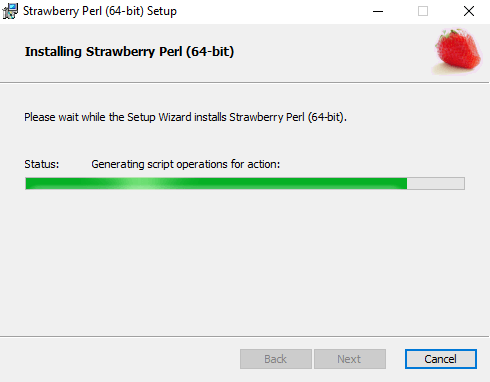 Strawberry Perl (64-bit) Setup
Installing Strawberry Perl (64-bit)
Please wait while the Setup Wizard installs Strawberry Perl (64-bit).
Status: Generating script operations for action:
Back Next Cancel